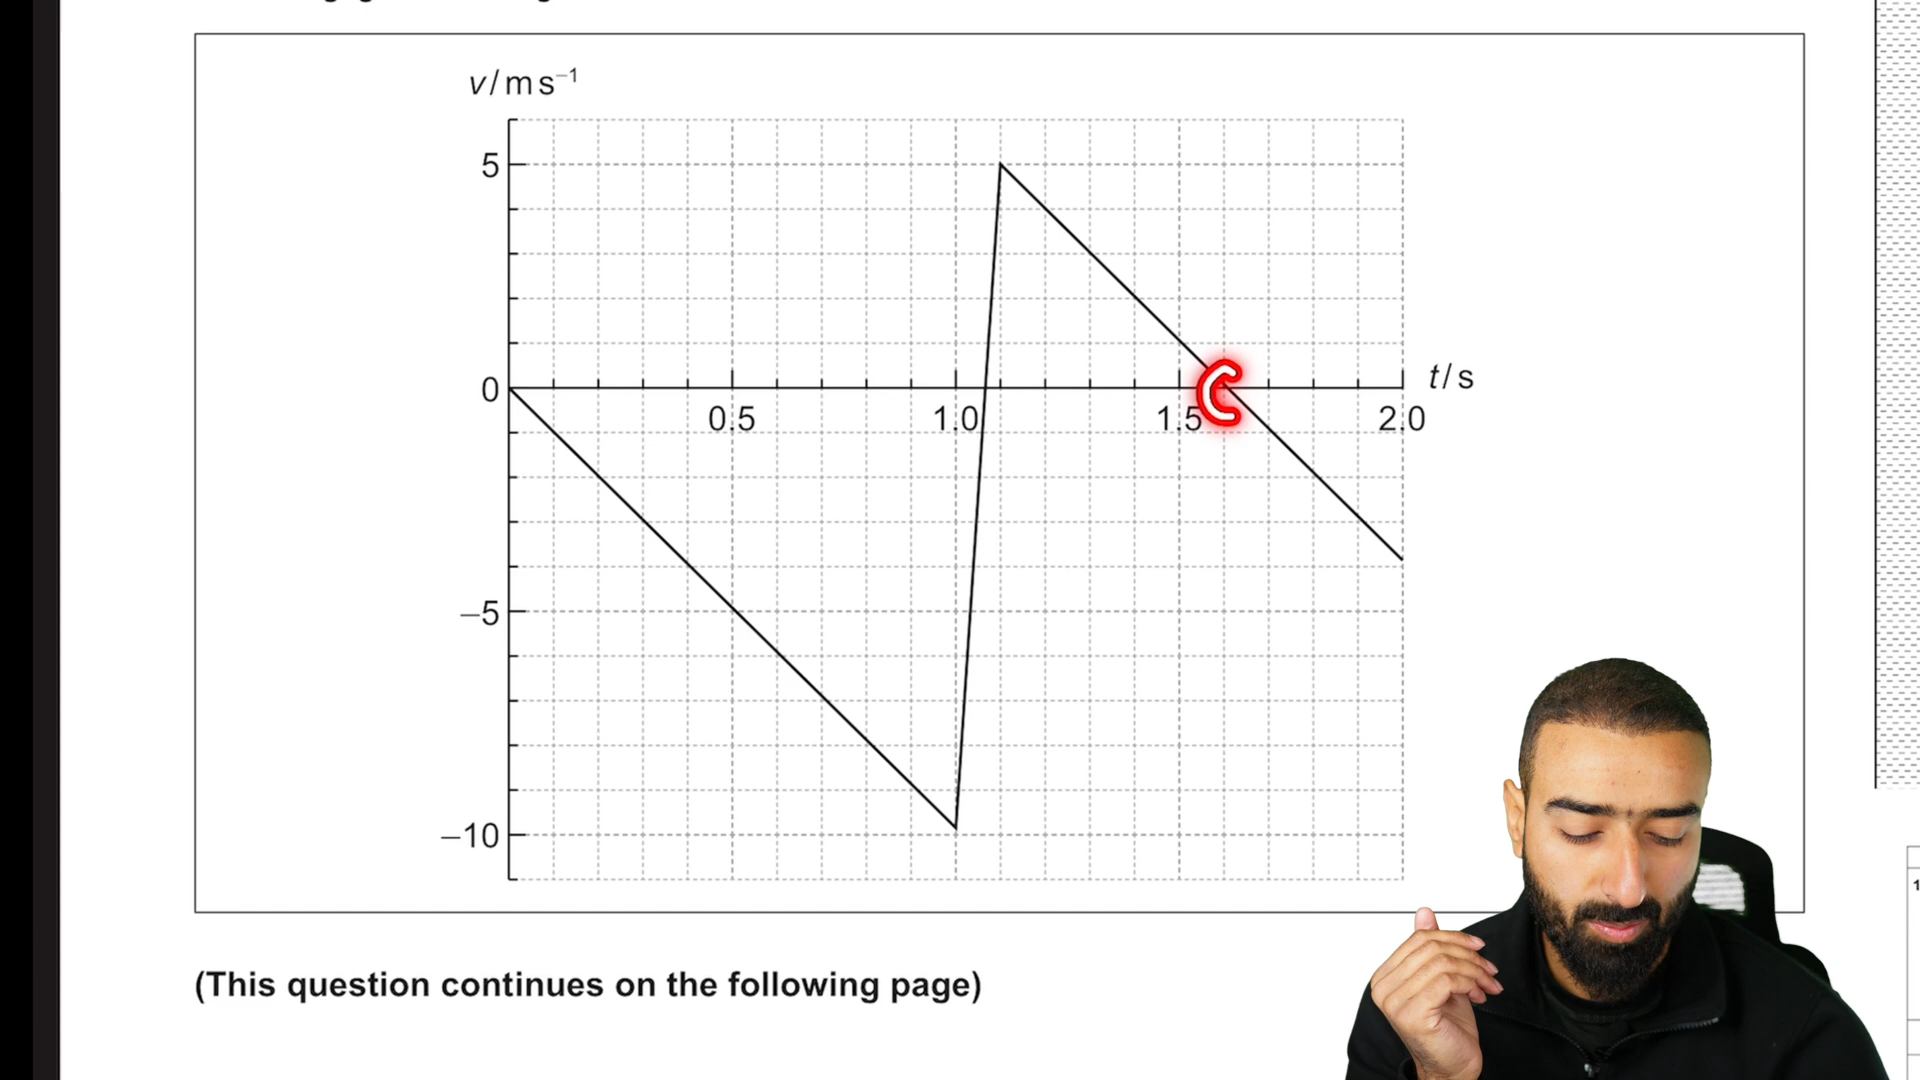 v/m s⁻¹
5
0
t/s
0.5 1.0 1.5 2.0
−5
−10
(This question continues on the following page)